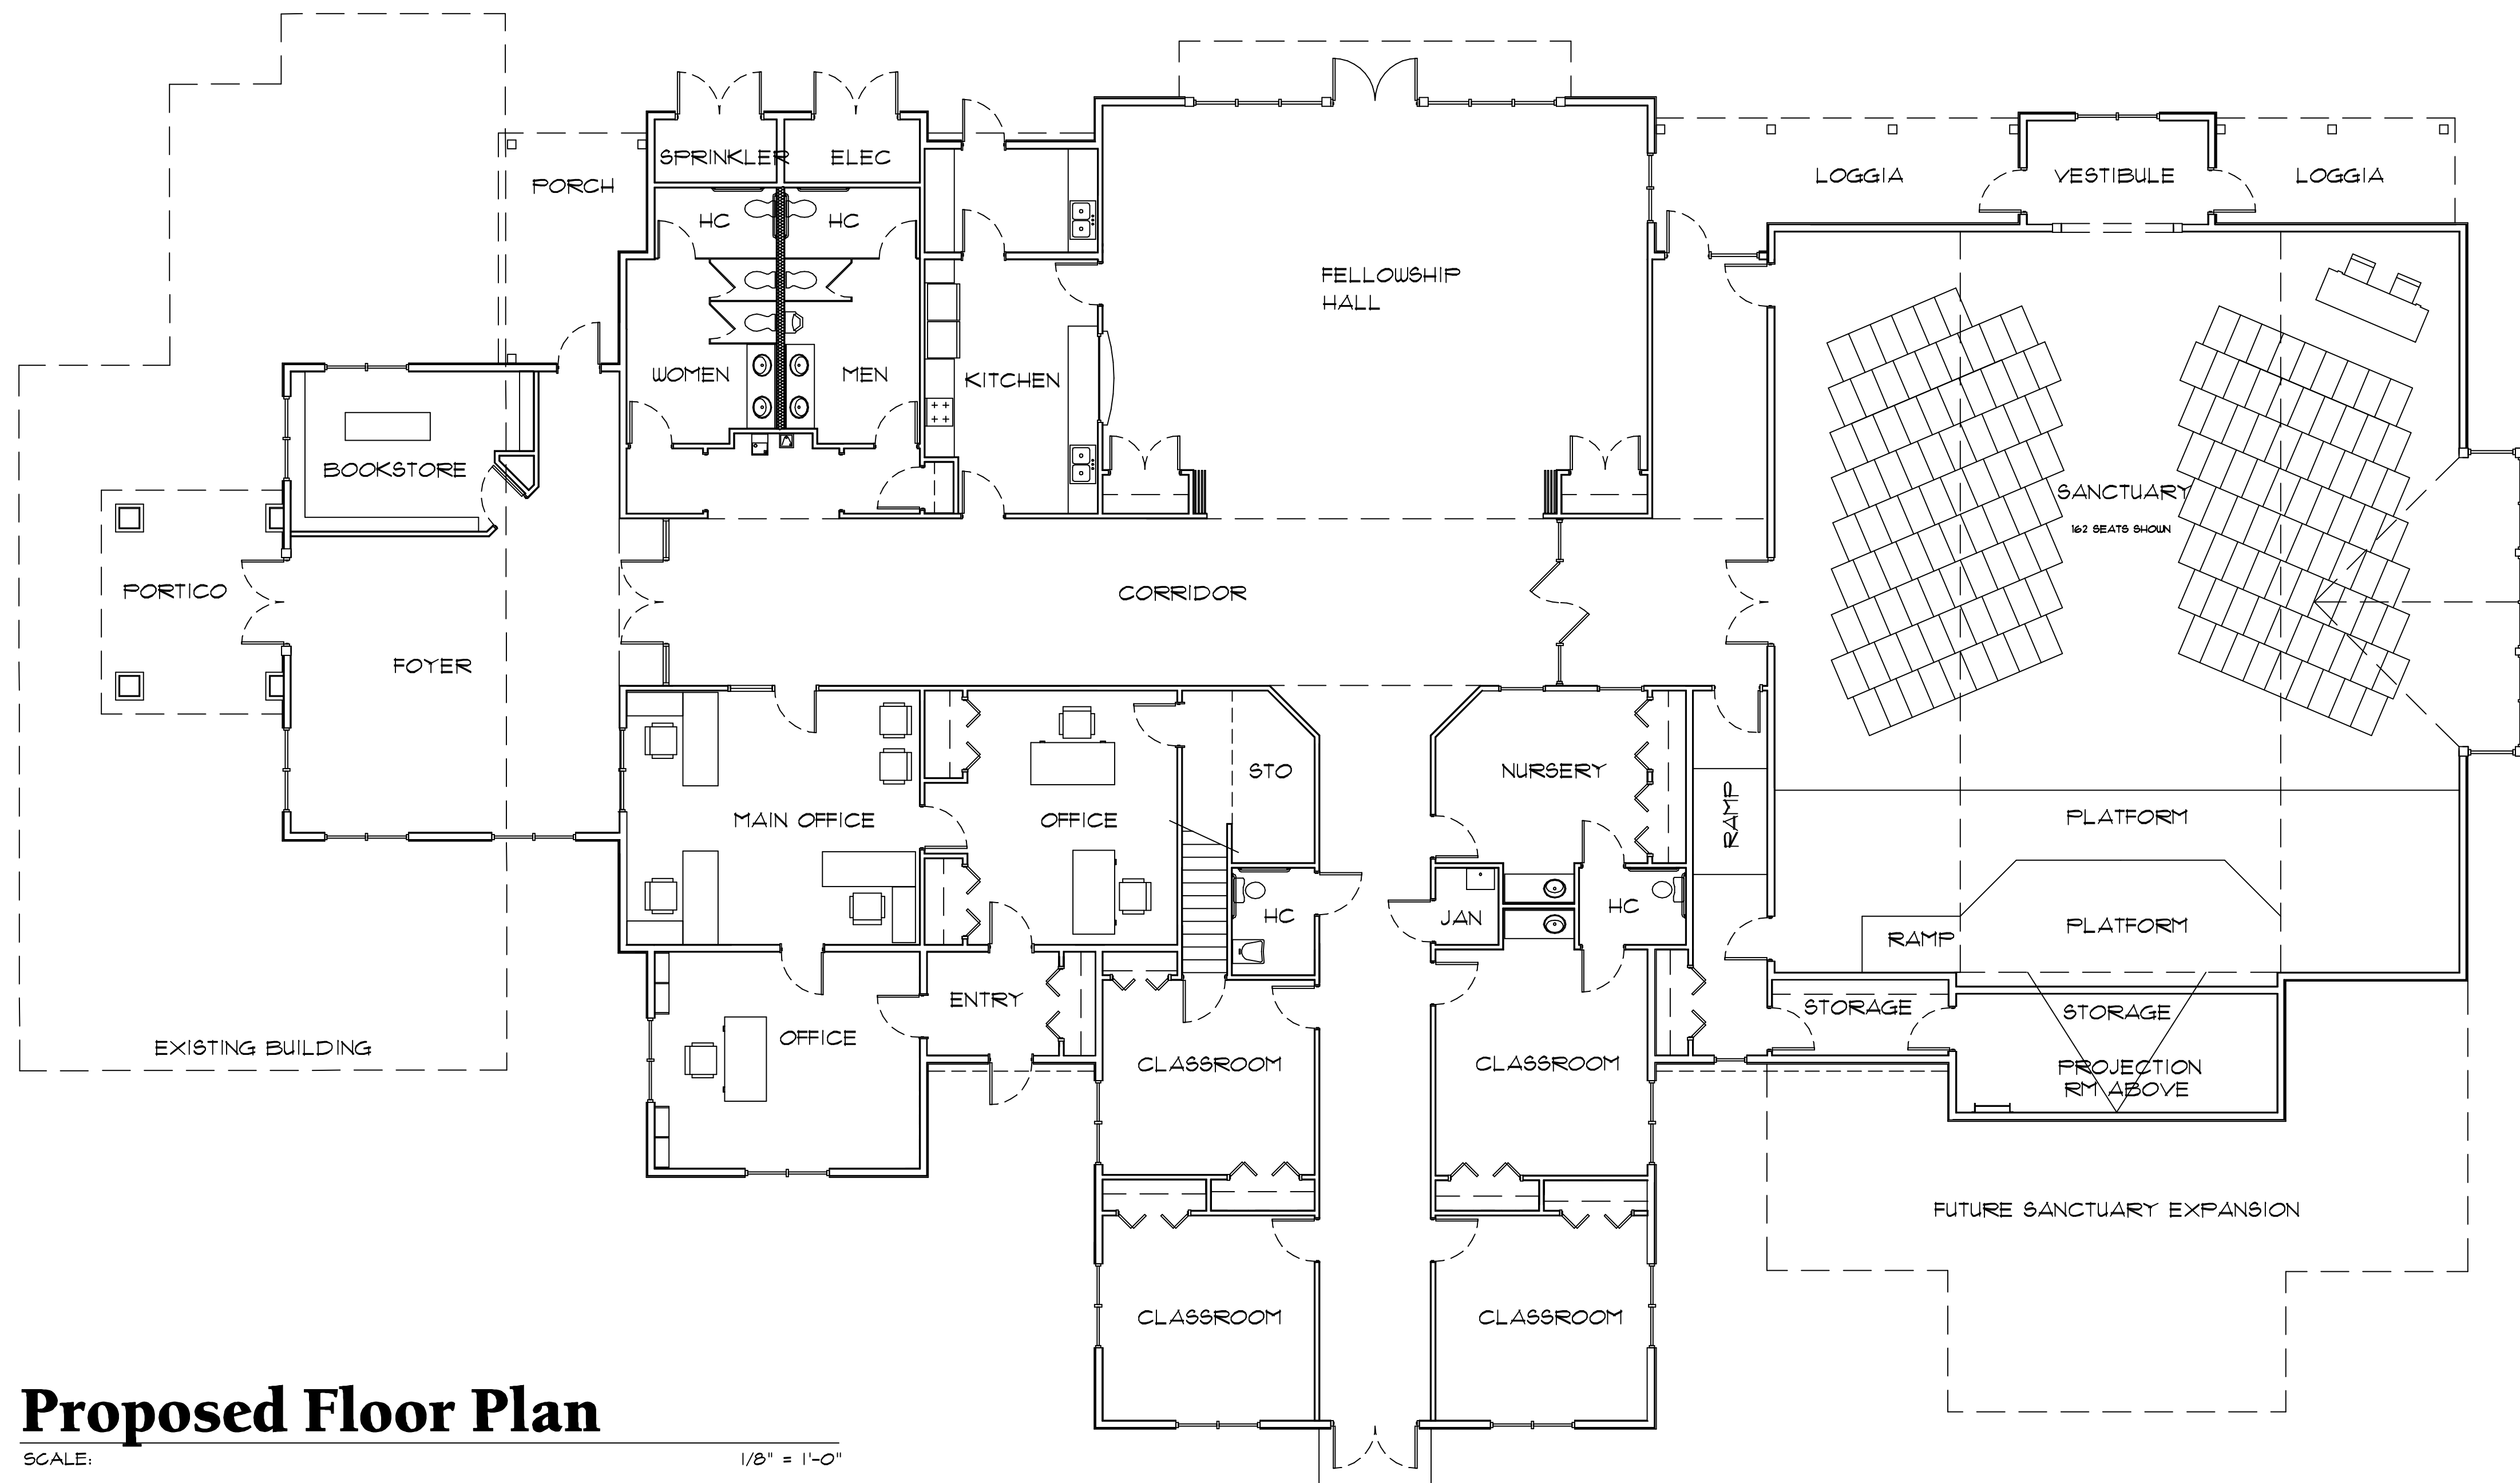 SPRINKLER
ELEC
PORCH
LOGGIA
VESTIBULE
LOGGIA
HC
HC
FELLOWSHIP
HALL
WOMEN
MEN
KITCHEN
BOOKSTORE
SANCTUARY
162 SEATS SHOWN
PORTICO
CORRIDOR
FOYER
STO
NURSERY
RAMP
MAIN OFFICE
OFFICE
PLATFORM
HC
JAN
HC
RAMP
PLATFORM
ENTRY
STORAGE
STORAGE
OFFICE
EXISTING BUILDING
CLASSROOM
CLASSROOM
PROJECTION
RM ABOVE
FUTURE SANCTUARY EXPANSION
CLASSROOM
CLASSROOM
Proposed Floor Plan
SCALE: 1/8" = 1'-0"